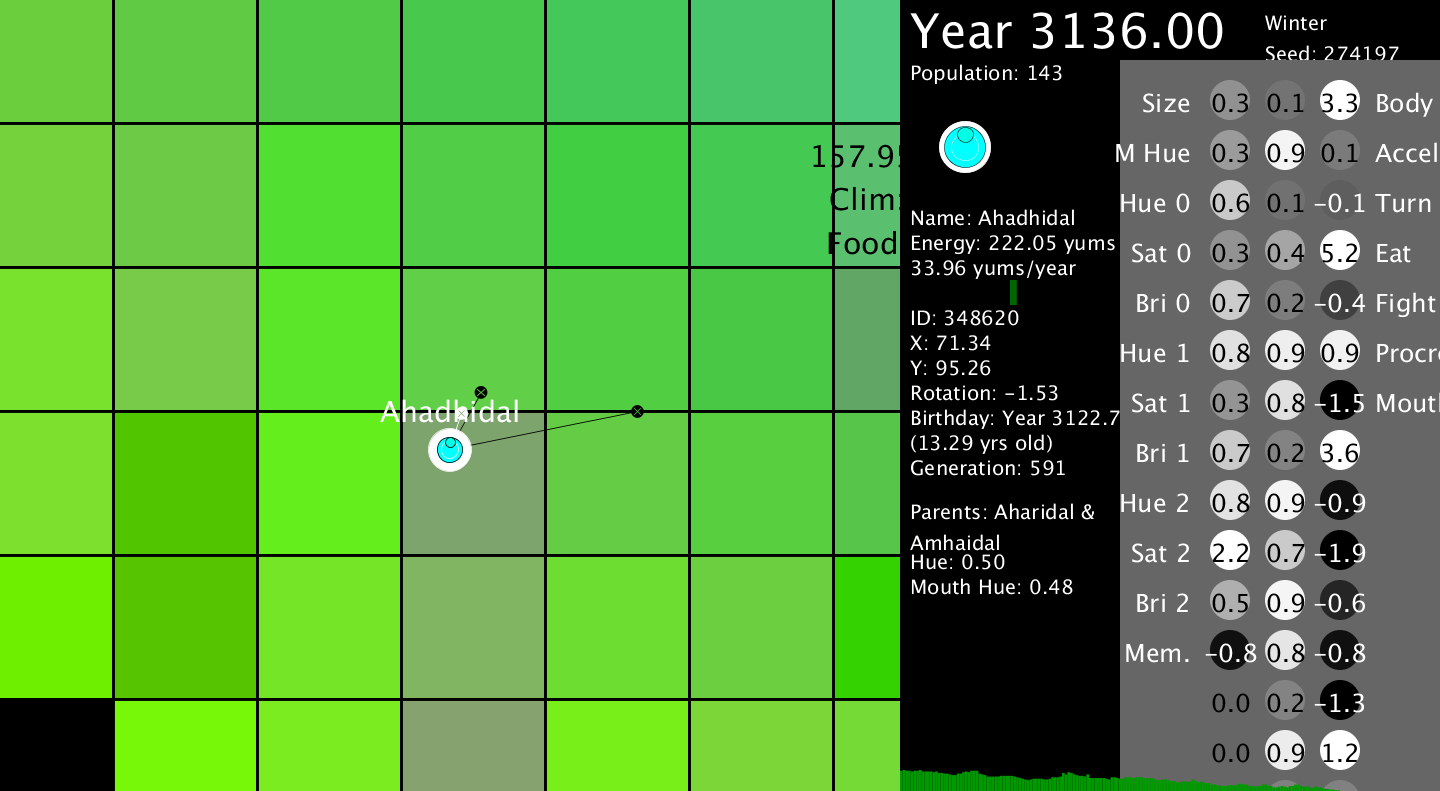 Year 3136.00
Winter
Seed: 274197
Population: 143
157.9
Clim
Food
Ahadhidal
Name: Ahadhidal
Energy: 222.05 yums
33.96 yums/year
ID: 348620
X: 71.34
Y: 95.26
Rotation: -1.53
Birthday: Year 3122.7
(13.29 yrs old)
Generation: 591
Parents: Aharidal &
Amhaidal
Hue: 0.50
Mouth Hue: 0.48
Size 0.3 0.1 3.3 Body
M Hue 0.3 0.9 0.1 Accel
Hue 0 0.6 0.1 -0.1 Turn
Sat 0 0.3 0.4 5.2 Eat
Bri 0 0.7 0.2 -0.4 Fight
Hue 1 0.8 0.9 0.9 Procr
Sat 1 0.3 0.8 -1.5 Mout
Bri 1 0.7 0.2 3.6
Hue 2 0.8 0.9 -0.9
Sat 2 2.2 0.7 -1.9
Bri 2 0.5 0.9 -0.6
Mem. -0.8 0.8 -0.8
0.0 0.2 -1.3
0.0 0.9 1.2